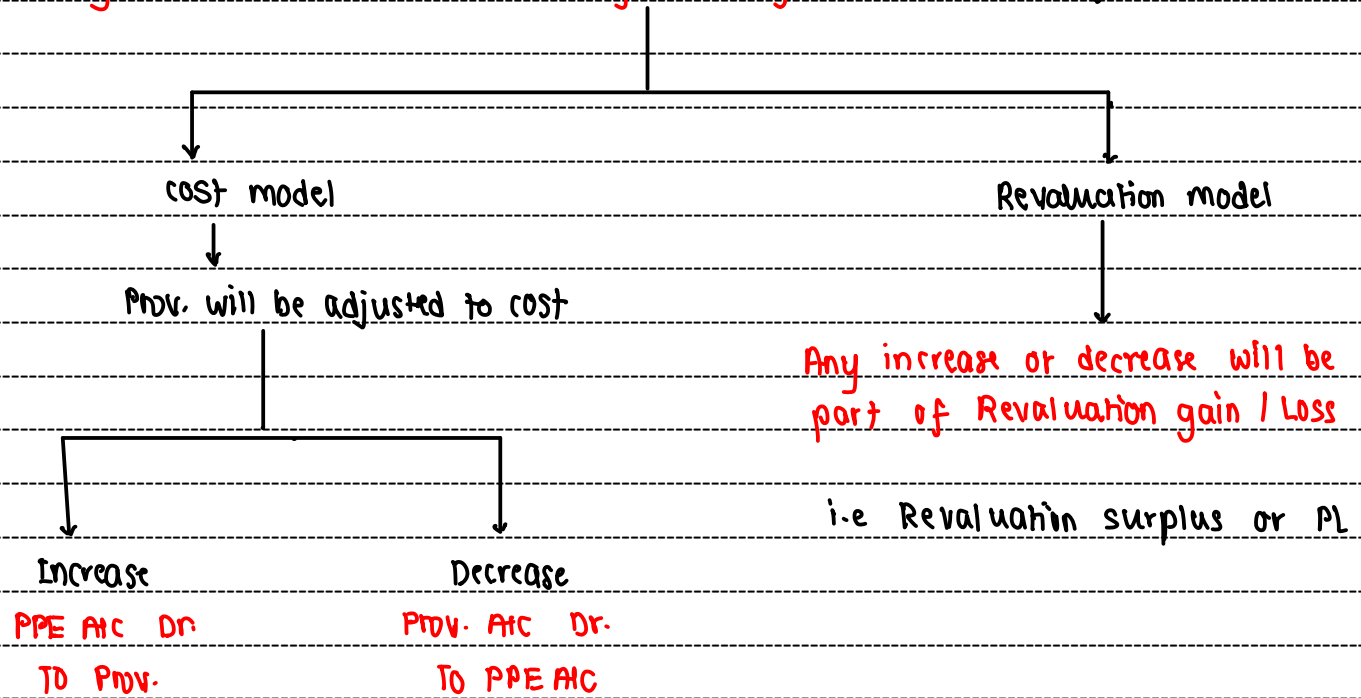 cost model
Revaluation model
Prov. will be adjusted to cost
Any increase or decrease will be
part of Revaluation gain / Loss
i.e Revaluation surplus or PL
Increase
Decrease
PPE A/C Dr.
TO Prov.
Prov. A/C Dr.
TO PPE A/C